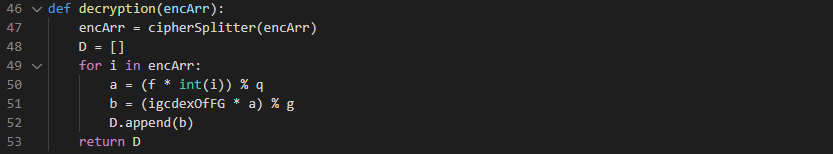 46 def decryption(encArr):
47 encArr = cipherSplitter(encArr)
48 D = []
49 for i in encArr:
50 a = (f * int(i)) % q
51 b = (igcdexOfFG * a) % g
52 D.append(b)
53 return D